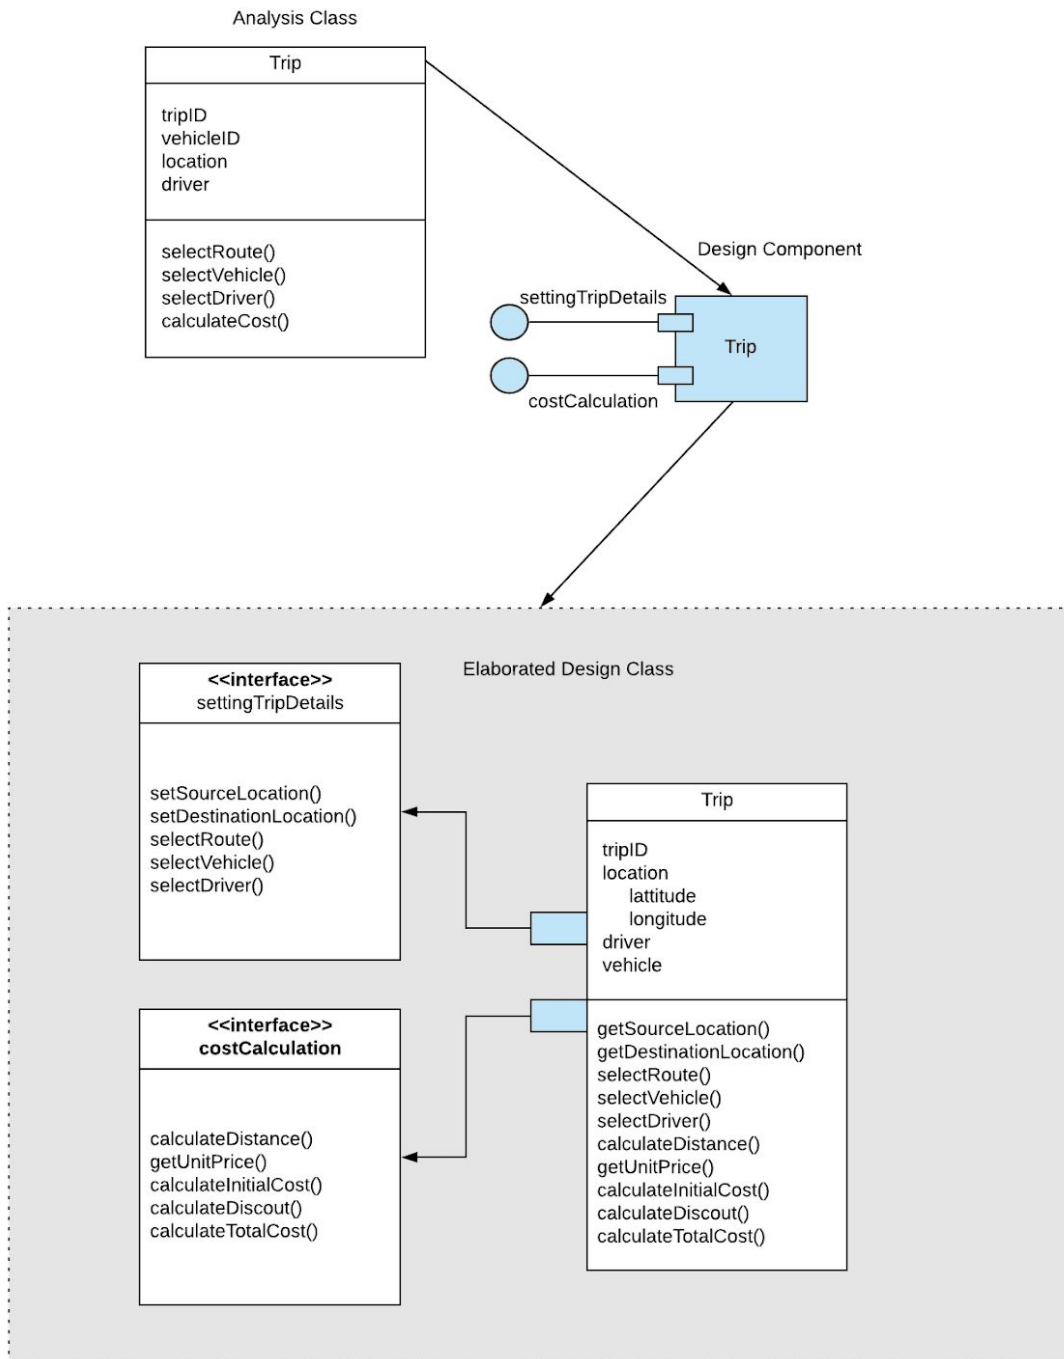 Analysis Class
Trip
tripID
vehicleID
location
driver
selectRoute()
selectVehicle()
selectDriver()
calculateCost()
Design Component
settingTripDetails
Trip
costCalculation
Elaborated Design Class
<<interface>>
settingTripDetails
setSourceLocation()
setDestinationLocation()
selectRoute()
selectVehicle()
selectDriver()
<<interface>>
costCalculation
calculateDistance()
getUnitPrice()
calculateInitialCost()
calculateDiscout()
calculateTotalCost()
Trip
tripID
location
lattitude
longitude
driver
vehicle
getSourceLocation()
getDestinationLocation()
selectRoute()
selectVehicle()
selectDriver()
calculateDistance()
getUnitPrice()
calculateInitialCost()
calculateDiscout()
calculateTotalCost()